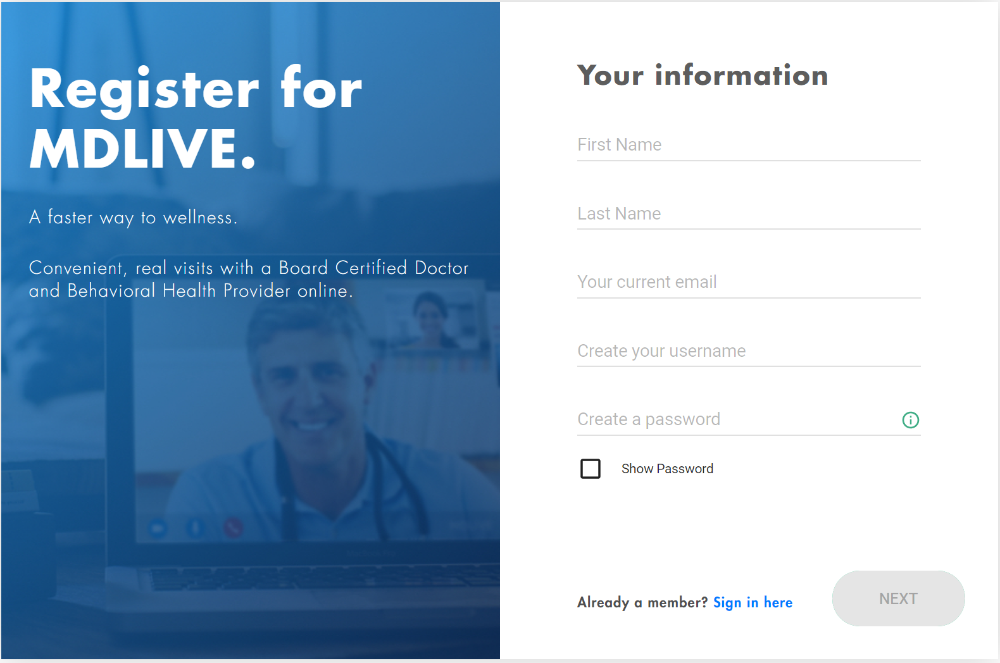 Register for
MDLIVE.
A faster way to wellness.
Convenient, real visits with a Board Certified Doctor
and Behavioral Health Provider online.
Your information
First Name
Last Name
Your current email
Create your username
Create a password
Show Password
Already a member? Sign in here
NEXT